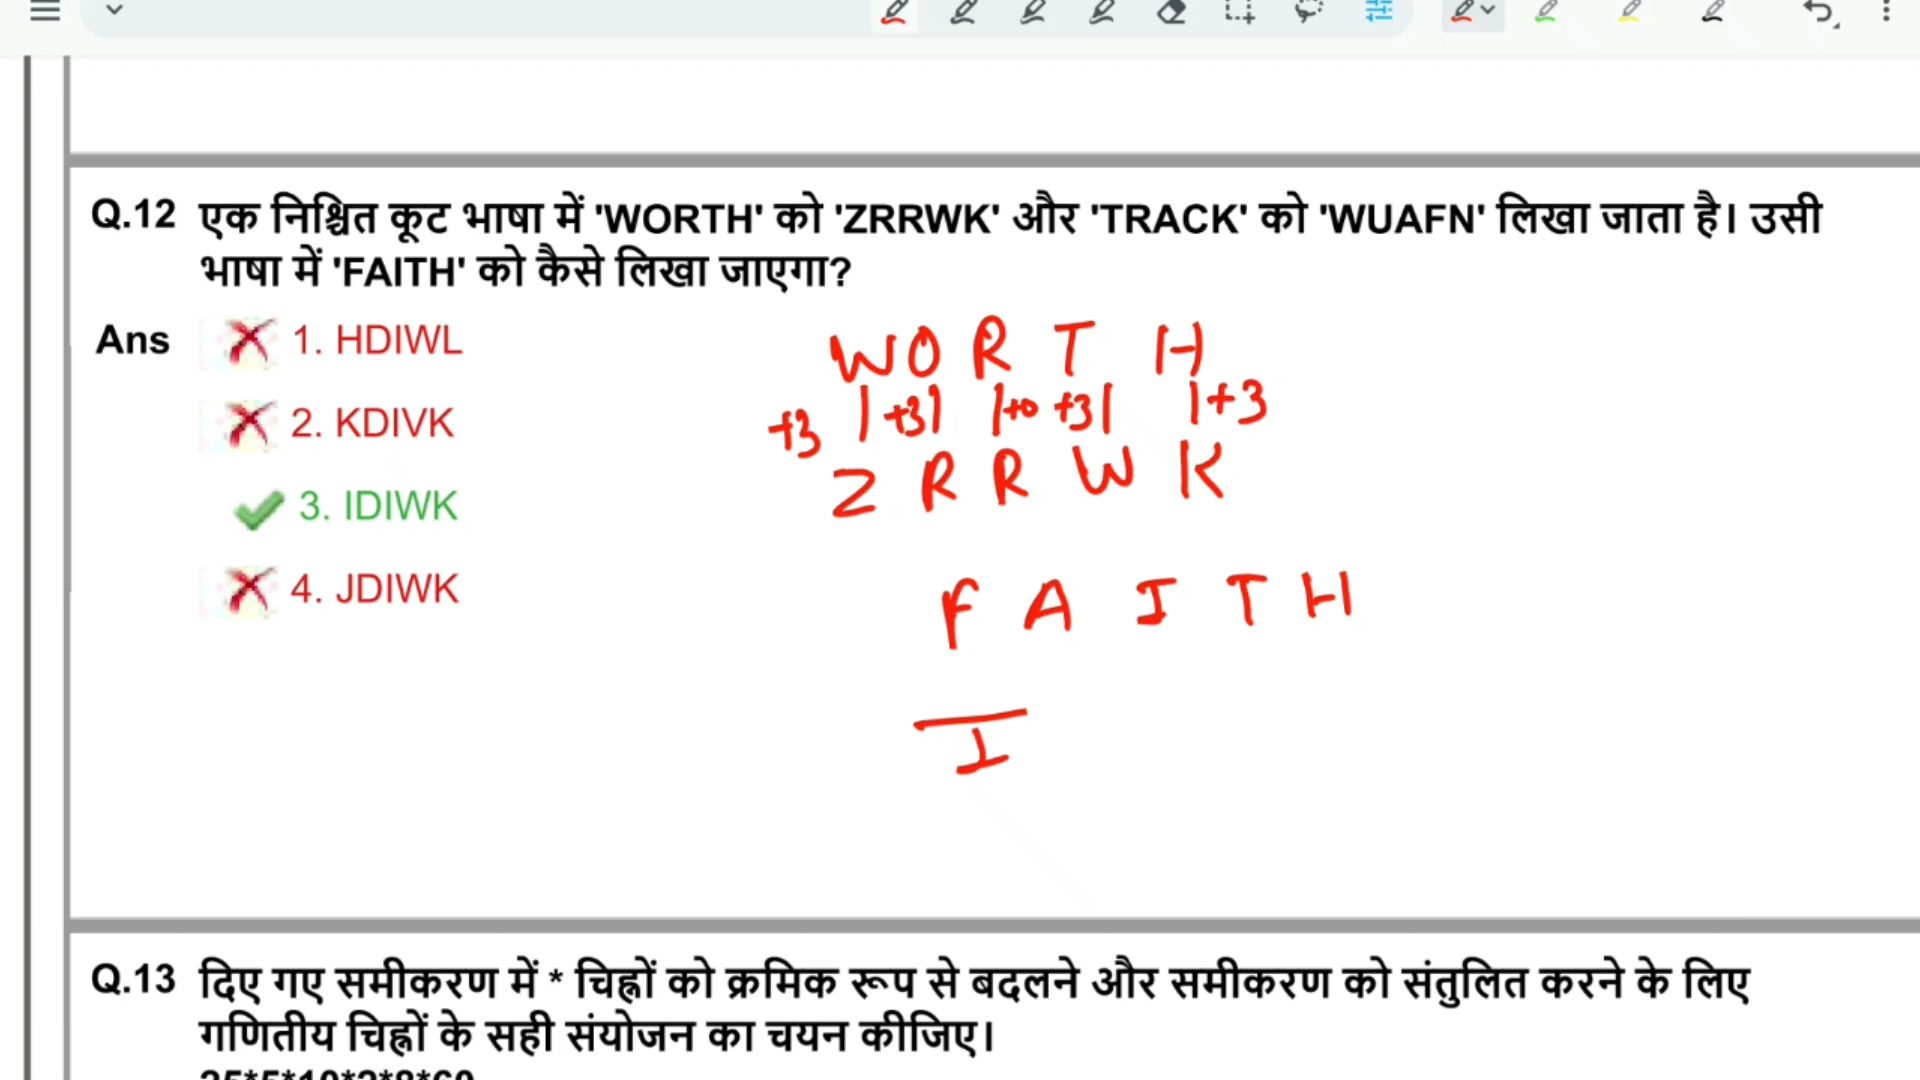 Q.12 एक निश्चित कूट भाषा में 'WORTH' को 'ZRRWK' और 'TRACK' को 'WUAFN' लिखा जाता है। उसी
भाषा में 'FAITH' को कैसे लिखा जाएगा?
Ans 1. HDIWL
2. KDIVK
3. IDIWK
4. JDIWK
W O R T H
+3 +3 +0 +3 +3
Z R R W K
F A I T H
I
Q.13 दिए गए समीकरण में * चिह्नों को क्रमिक रूप से बदलने और समीकरण को संतुलित करने के लिए
गणितीय चिह्नों के सही संयोजन का चयन कीजिए।